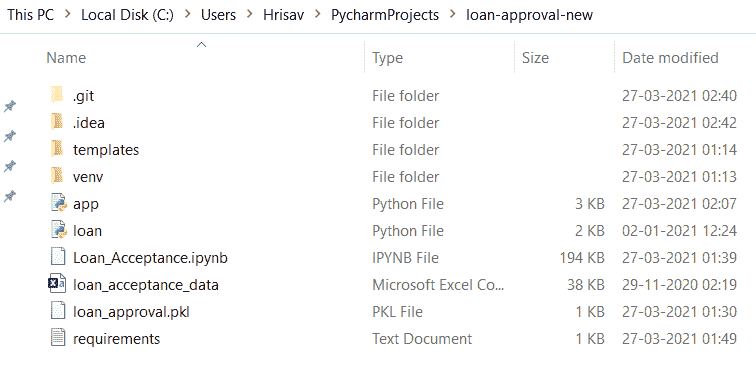 This PC > Local Disk (C:) > Users > Hrisav > PycharmProjects > loan-approval-new
Name Type Size Date modified
.git File folder 27-03-2021 02:40
.idea File folder 27-03-2021 02:42
templates File folder 27-03-2021 01:14
venv File folder 27-03-2021 01:13
app Python File 3 KB 27-03-2021 02:07
loan Python File 2 KB 02-01-2021 12:24
Loan_Acceptance.ipynb IPYNB File 194 KB 27-03-2021 01:39
loan_acceptance_data Microsoft Excel Co... 38 KB 29-11-2020 02:19
loan_approval.pkl PKL File 1 KB 27-03-2021 01:30
requirements Text Document 1 KB 27-03-2021 01:49